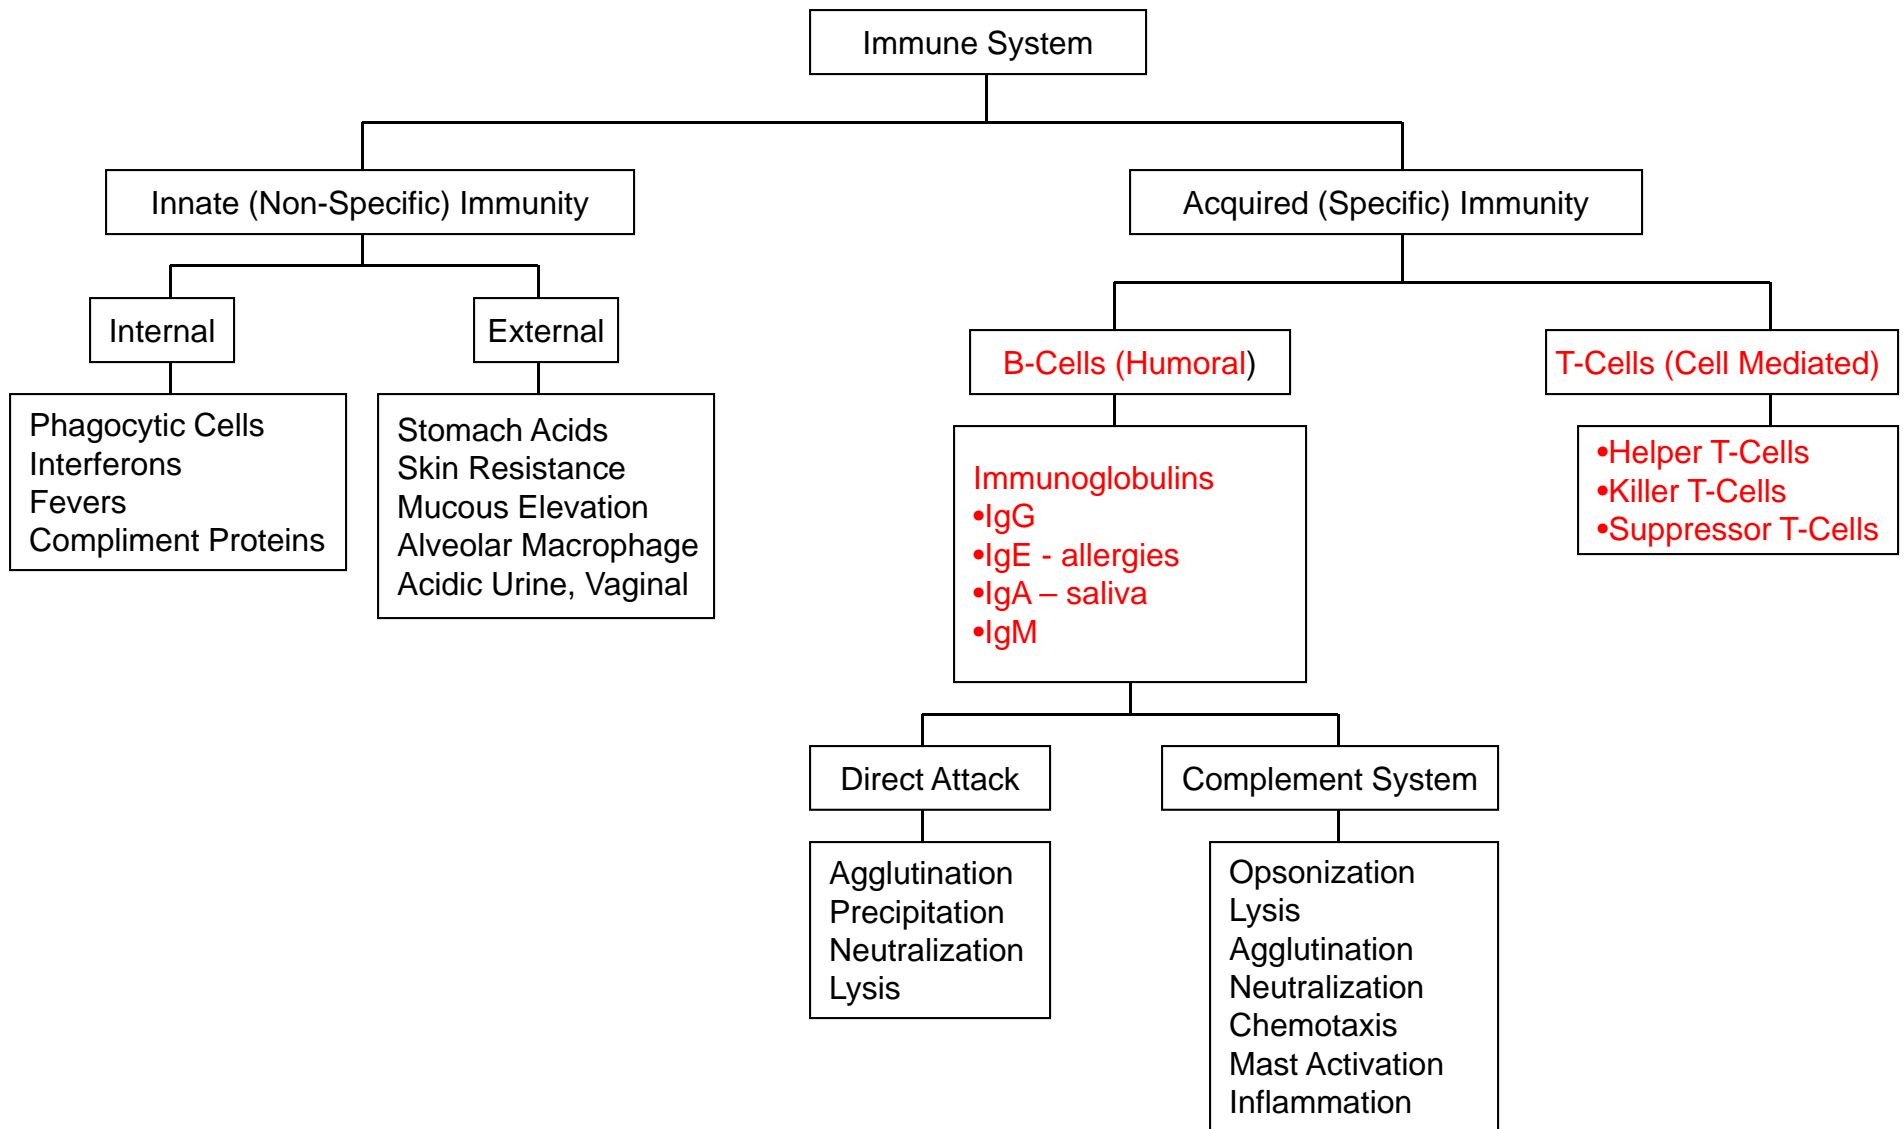 Immune System
Innate (Non-Specific) Immunity
Acquired (Specific) Immunity
Internal
External
B-Cells (Humoral)
T-Cells (Cell Mediated)
Phagocytic Cells
Interferons
Fevers
Compliment Proteins
Stomach Acids
Skin Resistance
Mucous Elevation
Alveolar Macrophage
Acidic Urine, Vaginal
Immunoglobulins
•IgG
•IgE - allergies
•IgA – saliva
•IgM
•Helper T-Cells
•Killer T-Cells
•Suppressor T-Cells
Direct Attack
Complement System
Agglutination
Precipitation
Neutralization
Lysis
Opsonization
Lysis
Agglutination
Neutralization
Chemotaxis
Mast Activation
Inflammation